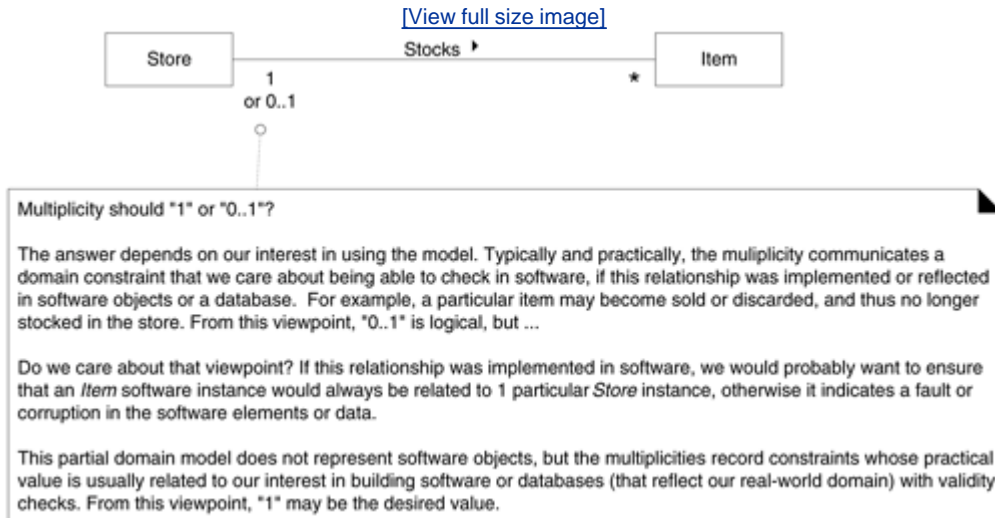 [View full size image]
Stocks
Store
Item
1
*
or 0..1
Multiplicity should "1" or "0..1"?
The answer depends on our interest in using the model. Typically and practically, the muliplicity communicates a
domain constraint that we care about being able to check in software, if this relationship was implemented or reflected
in software objects or a database. For example, a particular item may become sold or discarded, and thus no longer
stocked in the store. From this viewpoint, "0..1" is logical, but ...
Do we care about that viewpoint? If this relationship was implemented in software, we would probably want to ensure
that an Item software instance would always be related to 1 particular Store instance, otherwise it indicates a fault or
corruption in the software elements or data.
This partial domain model does not represent software objects, but the multiplicities record constraints whose practical
value is usually related to our interest in building software or databases (that reflect our real-world domain) with validity
checks. From this viewpoint, "1" may be the desired value.